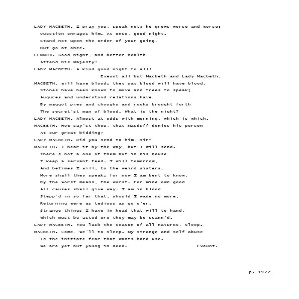 LADY MACBETH. I pray you, speak not; he grows worse and worse;
Question enrages him. At once, good night.
Stand not upon the order of your going,
But go at once.
LENNOX. Good night, and better health
Attend his Majesty!
LADY MACBETH. A kind good night to all!
Exeunt all but Macbeth and Lady Macbeth.
MACBETH. It will have blood; they say blood will have blood.
Stones have been known to move and trees to speak;
Augures and understood relations have
By maggot pies and choughs and rooks brought forth
The secret'st man of blood. What is the night?
LADY MACBETH. Almost at odds with morning, which is which.
MACBETH. How say'st thou, that Macduff denies his person
At our great bidding?
LADY MACBETH. Did you send to him, sir?
MACBETH. I hear it by the way, but I will send.
There's not a one of them but in his house
I keep a servant feed. I will tomorrow,
And betimes I will, to the weird sisters.
More shall they speak, for now I am bent to know,
By the worst means, the worst. For mine own good
All causes shall give way. I am in blood
Stepp'd in so far that, should I wade no more,
Returning were as tedious as go o'er.
Strange things I have in head that will to hand,
Which must be acted ere they may be scann'd.
LADY MACBETH. You lack the season of all natures, sleep.
MACBETH. Come, we'll to sleep. My strange and self-abuse
Is the initiate fear that wants hard use.
We are yet but young in deed. Exeunt.